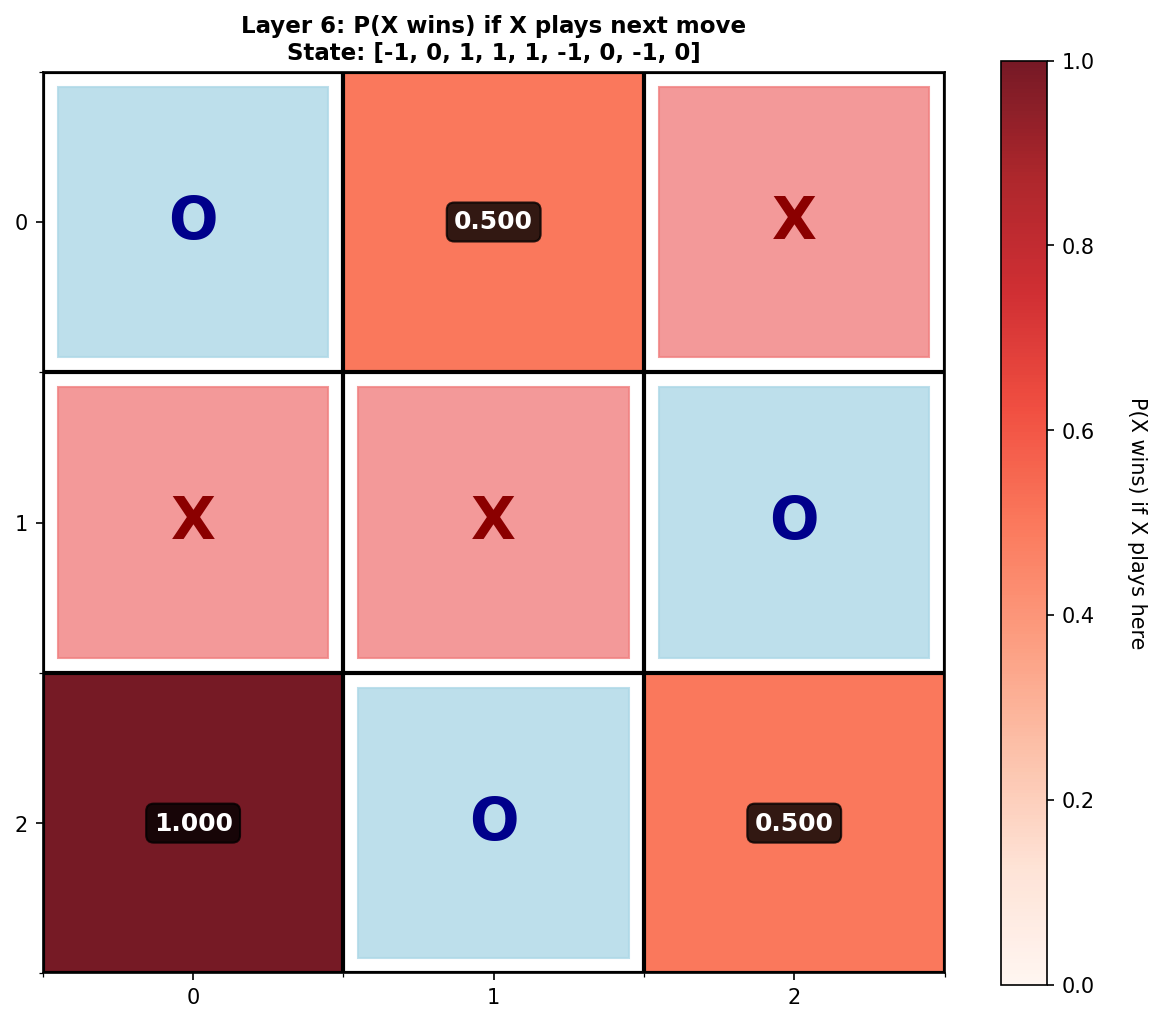 Layer 6: P(X wins) if X plays next move
State: [-1, 0, 1, 1, 1, -1, 0, -1, 0]
0
O
0.500
X
1
X
X
O
2
1.000
O
0.500
0
1
2
1.0
0.8
0.6
0.4
0.2
0.0
P(X wins) if X plays here